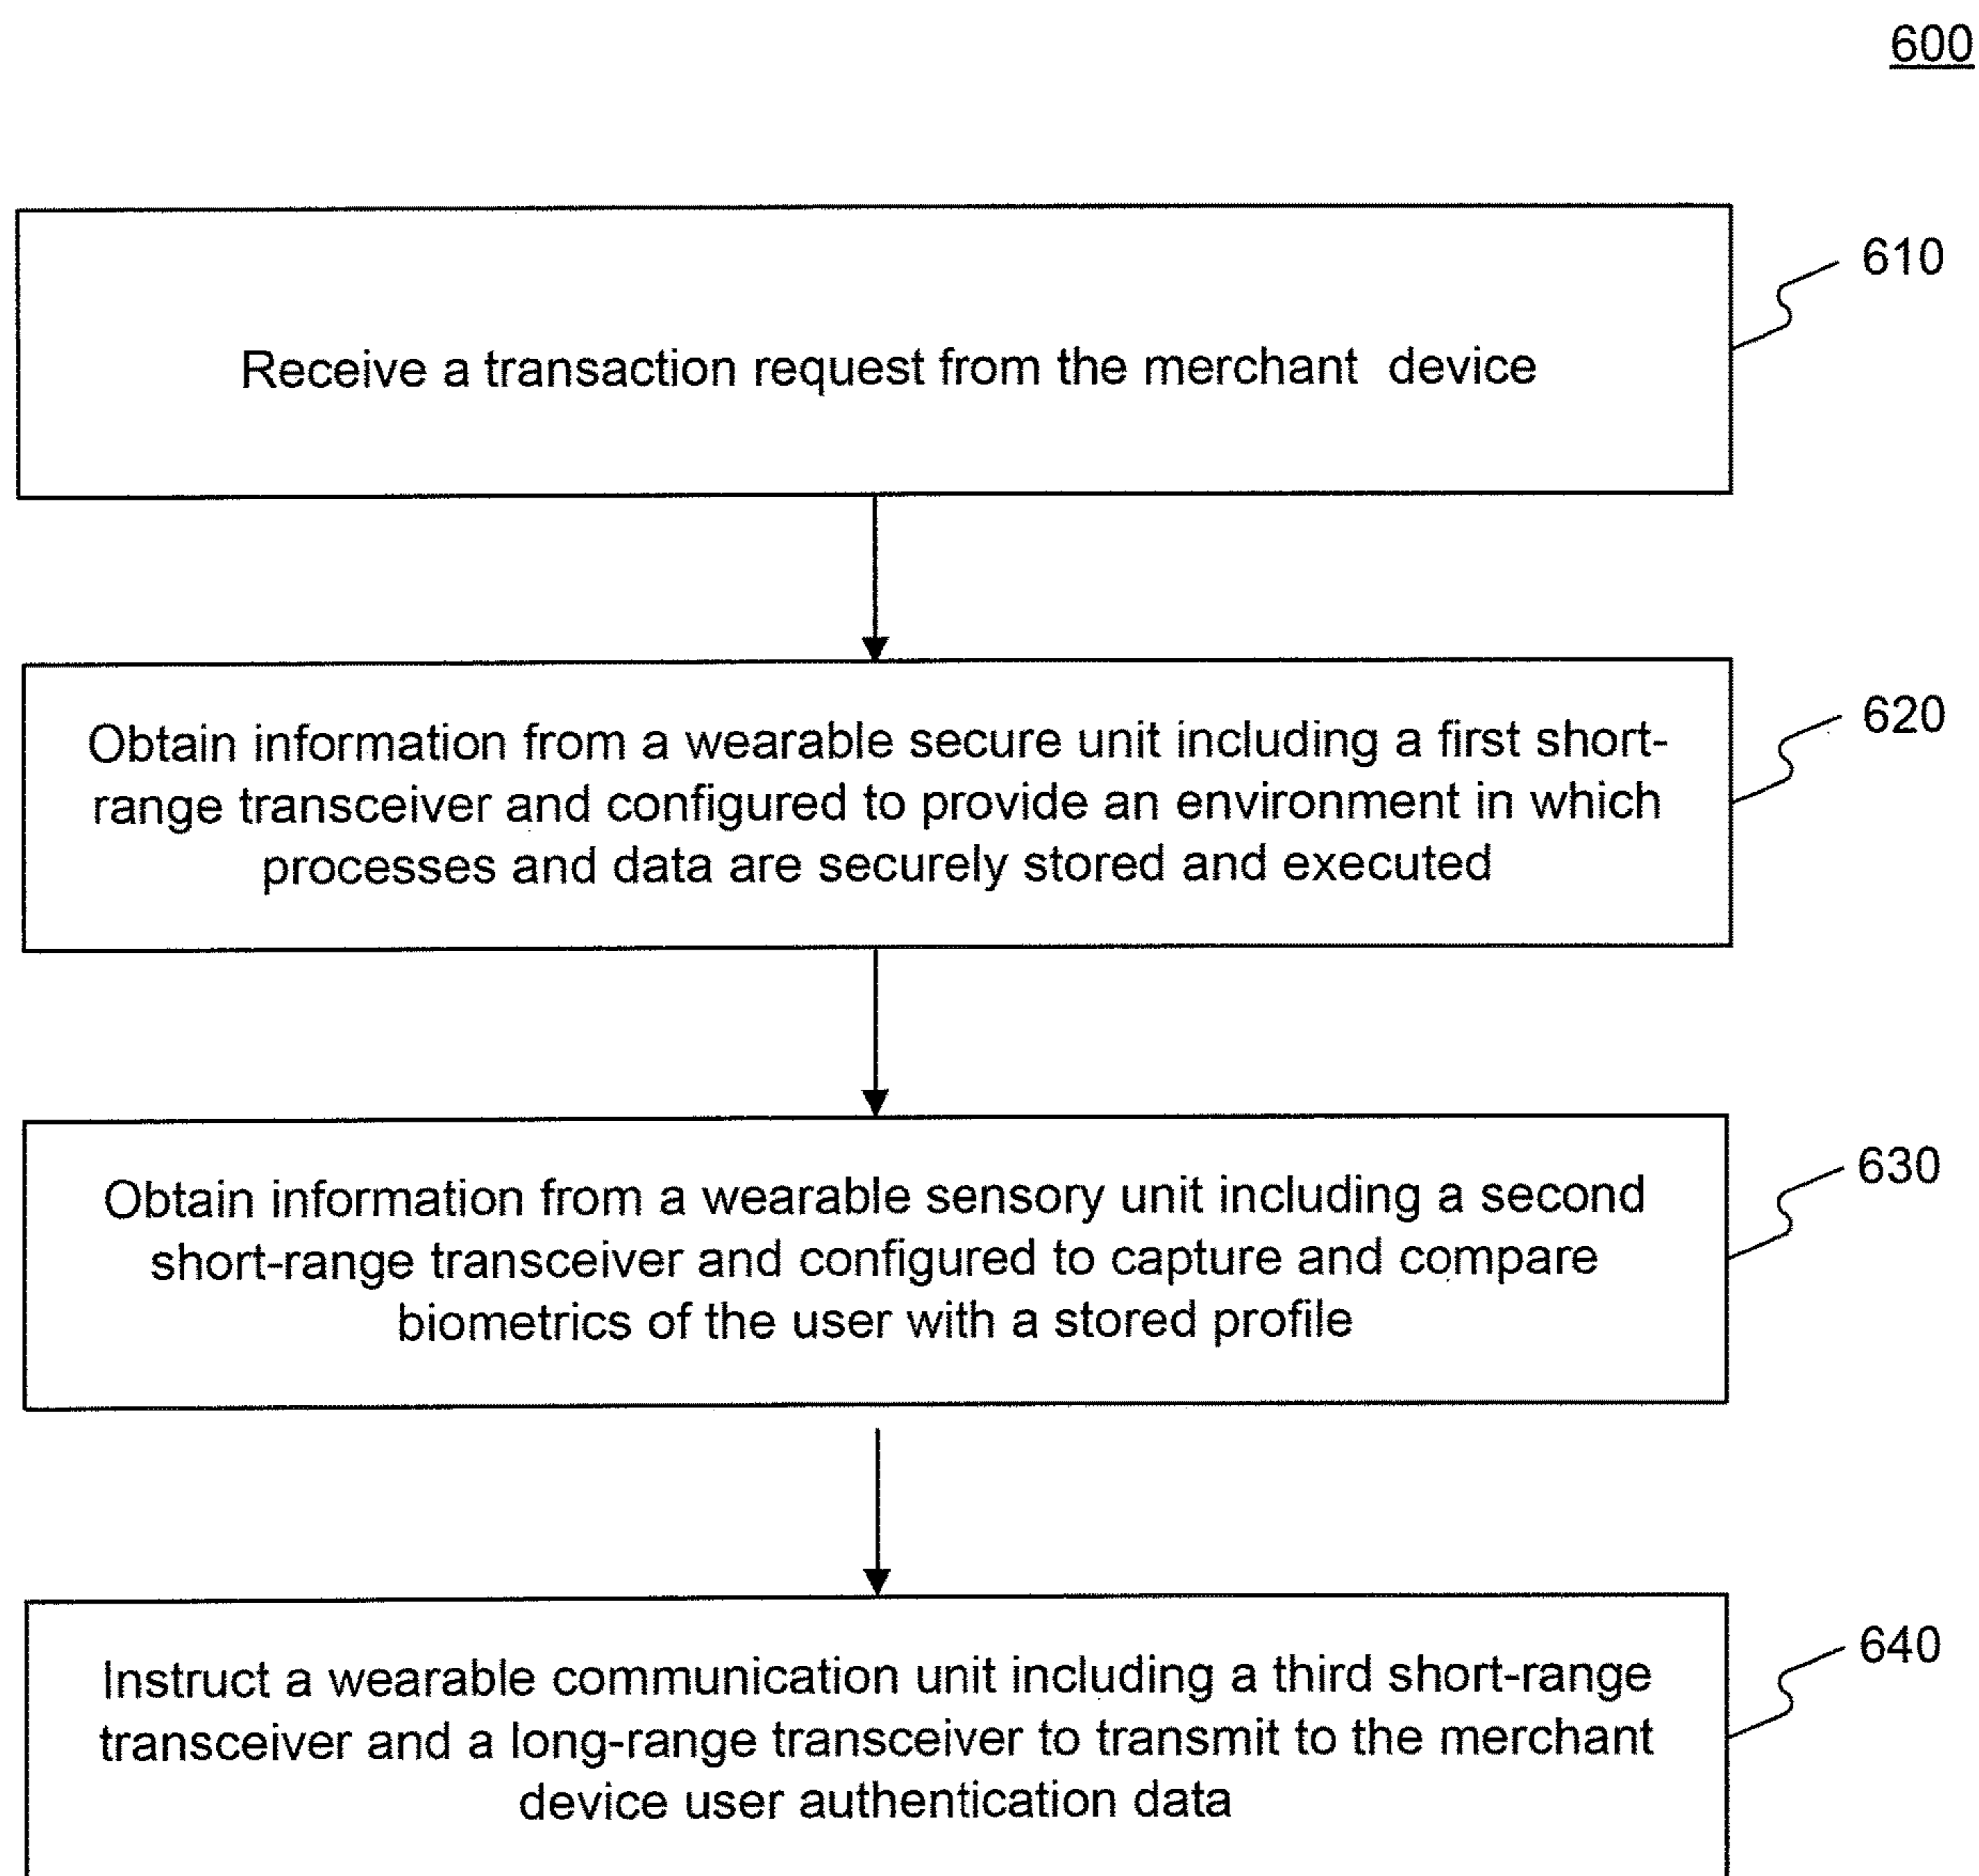 600
610
Receive a transaction request from the merchant device
620
Obtain information from a wearable secure unit including a first short-
range transceiver and configured to provide an environment in which
processes and data are securely stored and executed
630
Obtain information from a wearable sensory unit including a second
short-range transceiver and configured to capture and compare
biometrics of the user with a stored profile
640
Instruct a wearable communication unit including a third short-range
transceiver and a long-range transceiver to transmit to the merchant
device user authentication data